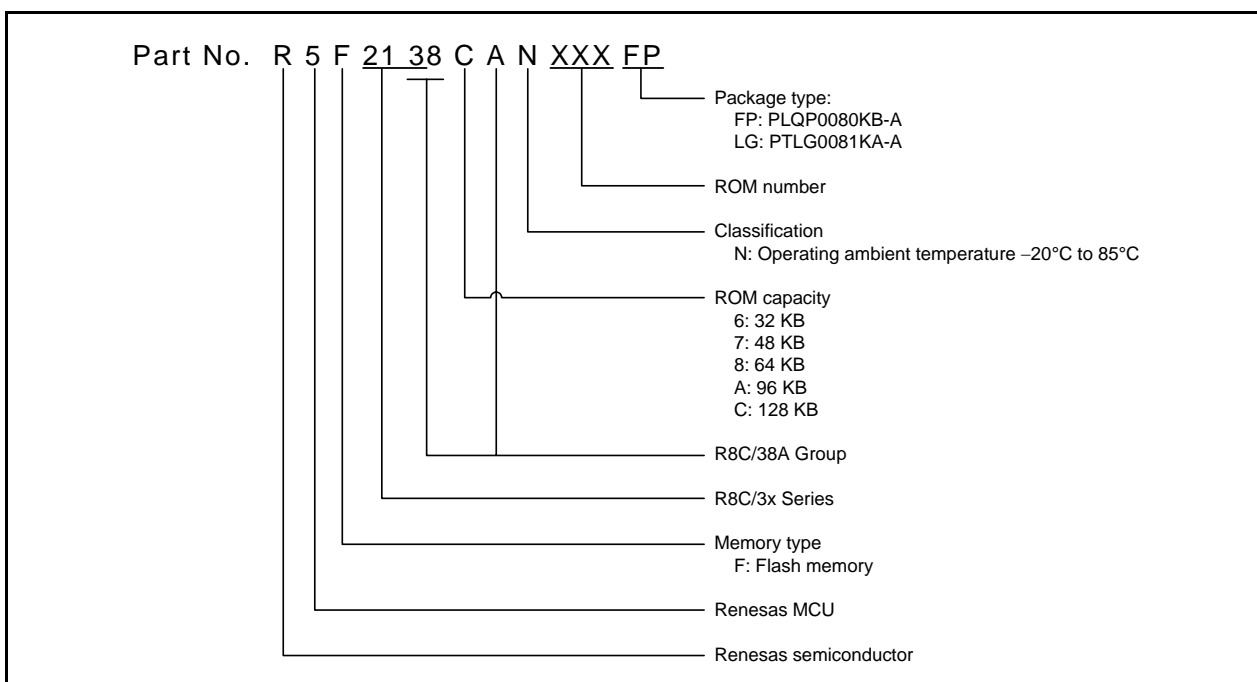 Part No. R 5 F 21 38 C A N XXX FP
Package type:
FP: PLQP0080KB-A
LG: PTLG0081KA-A
ROM number
Classification
N: Operating ambient temperature −20°C to 85°C
ROM capacity
6: 32 KB
7: 48 KB
8: 64 KB
A: 96 KB
C: 128 KB
R8C/38A Group
R8C/3x Series
Memory type
F: Flash memory
Renesas MCU
Renesas semiconductor